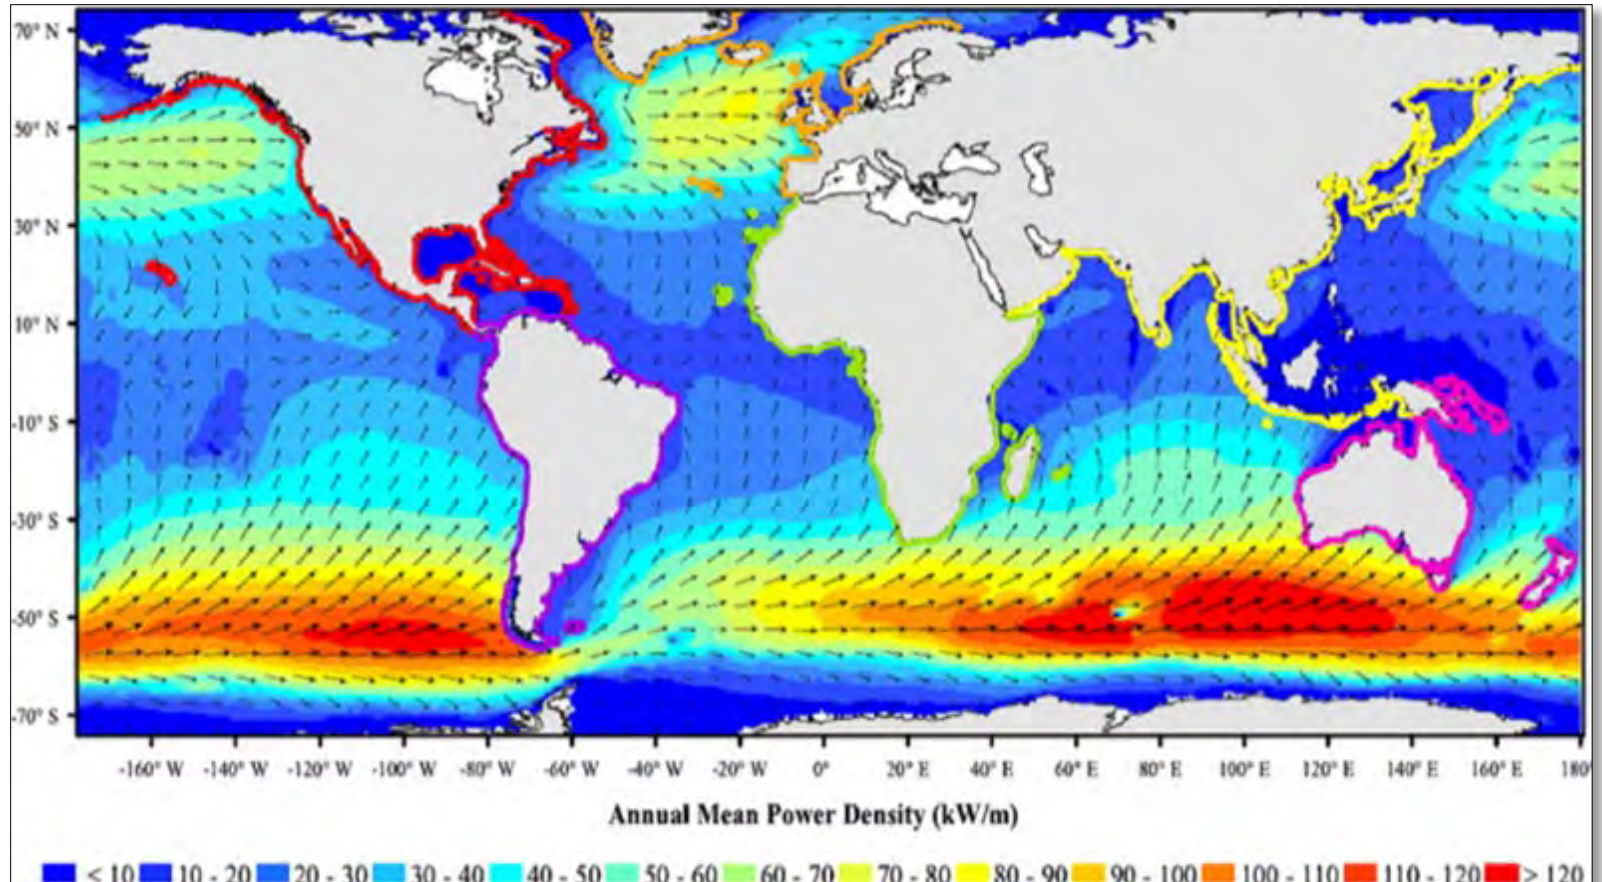 70° N
50° N
30° N
10° N
-10° S
-30° S
-50° S
-70° S
-160° W -140° W -120° W -100° W -80° W -60° W -40° W -20° W 0° 20° E 40° E 60° E 80° E 100° E 120° E 140° E 160° E 180°
Annual Mean Power Density (kW/m)
< 10 10 - 20 20 - 30 30 - 40 40 - 50 50 - 60 60 - 70 70 - 80 80 - 90 90 - 100 100 - 110 110 - 120 > 120